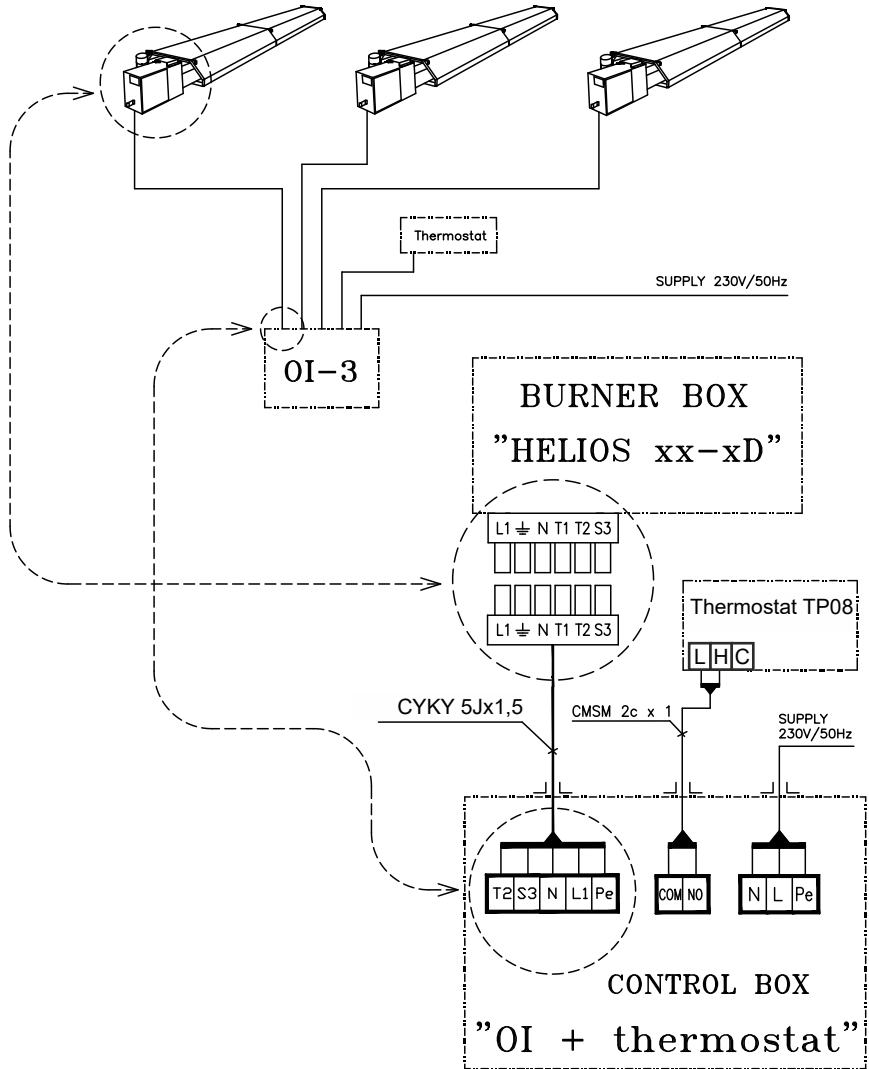 Thermostat
SUPPLY 230V/50Hz
OI-3
BURNER BOX
"HELIOS xx-xD"
L1 ⏚ N T1 T2 S3
L1 ⏚ N T1 T2 S3
Thermostat TP08
L H C
CYKY 5Jx1,5
CMSM 2c x 1
SUPPLY
230V/50Hz
T2 S3 N L1 Pe
COM NO
N L Pe
CONTROL BOX
"OI + thermostat"